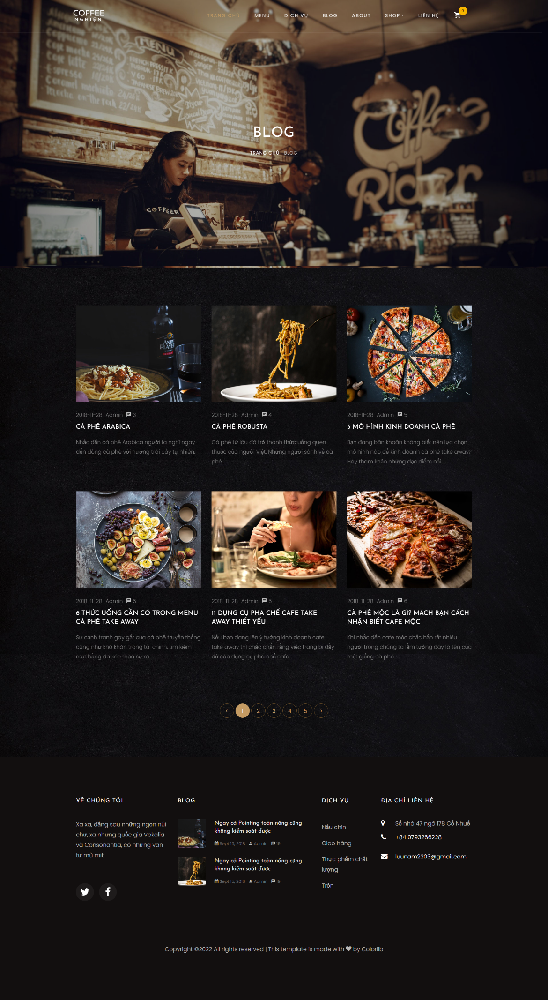 COFFEE
NGHIỆN
TRANG CHỦ
MENU
DỊCH VỤ
BLOG
ABOUT
SHOP
LIÊN HỆ
0
MENU
Coffee
Rider
BLOG
TRANG CHỦ BLOG
COFFEER
2018-11-28 Admin 3
CÀ PHÊ ARABICA
Nhắc đến cà phê Arabica người ta nghĩ ngay
đến dòng cà phê với hương trái cây tự nhiên.
2018-11-28 Admin 4
CÀ PHÊ ROBUSTA
Cà phê từ lâu đã trở thành thức uống quen
thuộc của người Việt. Những người sành về cà
phê.
2018-11-28 Admin 5
3 MÔ HÌNH KINH DOANH CÀ PHÊ
Bạn đang băn khoăn không biết nên lựa chọn
mô hình nào để kinh doanh cà phê take away?
Hãy tham khảo những đặc điểm nổi.
2018-11-28 Admin 5
6 THỨC UỐNG CẦN CÓ TRONG MENU
CÀ PHÊ TAKE AWAY
Sự cạnh tranh gay gắt của cà phê truyền thống
cũng như khó khăn trong tài chính, tìm kiếm
mặt bằng đã kéo theo sự ra.
2018-11-28 Admin 5
11 DỤNG CỤ PHA CHẾ CAFE TAKE
AWAY THIẾT YẾU
Nếu bạn đang lên ý tưởng kinh doanh cafe
take away thì chắc chắn rằng việc trang bị đầy
đủ các dụng cụ pha chế cafe.
2018-11-28 Admin 6
CÀ PHÊ MỘC LÀ GÌ? MÁCH BẠN CÁCH
NHẬN BIẾT CAFE MỘC
Khi nhắc đến cafe mộc chắc hẳn rất nhiều
người trong chúng ta lầm tưởng đây là tên của
một giống cà phê.
< 1 2 3 4 5 >
VỀ CHÚNG TÔI
Xa xa, đằng sau những ngọn núi
chữ, xa những quốc gia Vokalia
và Consonantia, có những văn
tự mù mịt.
BLOG
Ngay cả Pointing toàn năng cũng
không kiểm soát được
Sept 15, 2018 Admin 19
Ngay cả Pointing toàn năng cũng
không kiểm soát được
Sept 15, 2018 Admin 19
DỊCH VỤ
Nấu chín
Giao hàng
Thực phẩm chất
lượng
Trộn
ĐỊA CHỈ LIÊN HỆ
Số nhà 47 ngõ 178 Cổ Nhuế
+84 0793266228
luunam2203@gmail.com
Copyright ©2022 All rights reserved | This template is made with ♥ by Colorlib